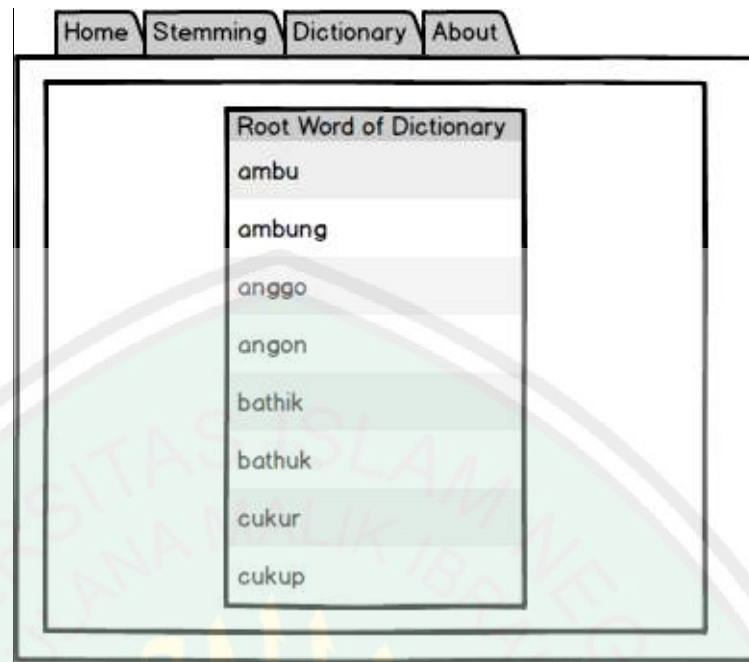 Home Stemming Dictionary About
Root Word of Dictionary
ambu
ambung
anggo
angon
bathik
bathuk
cukur
cukup